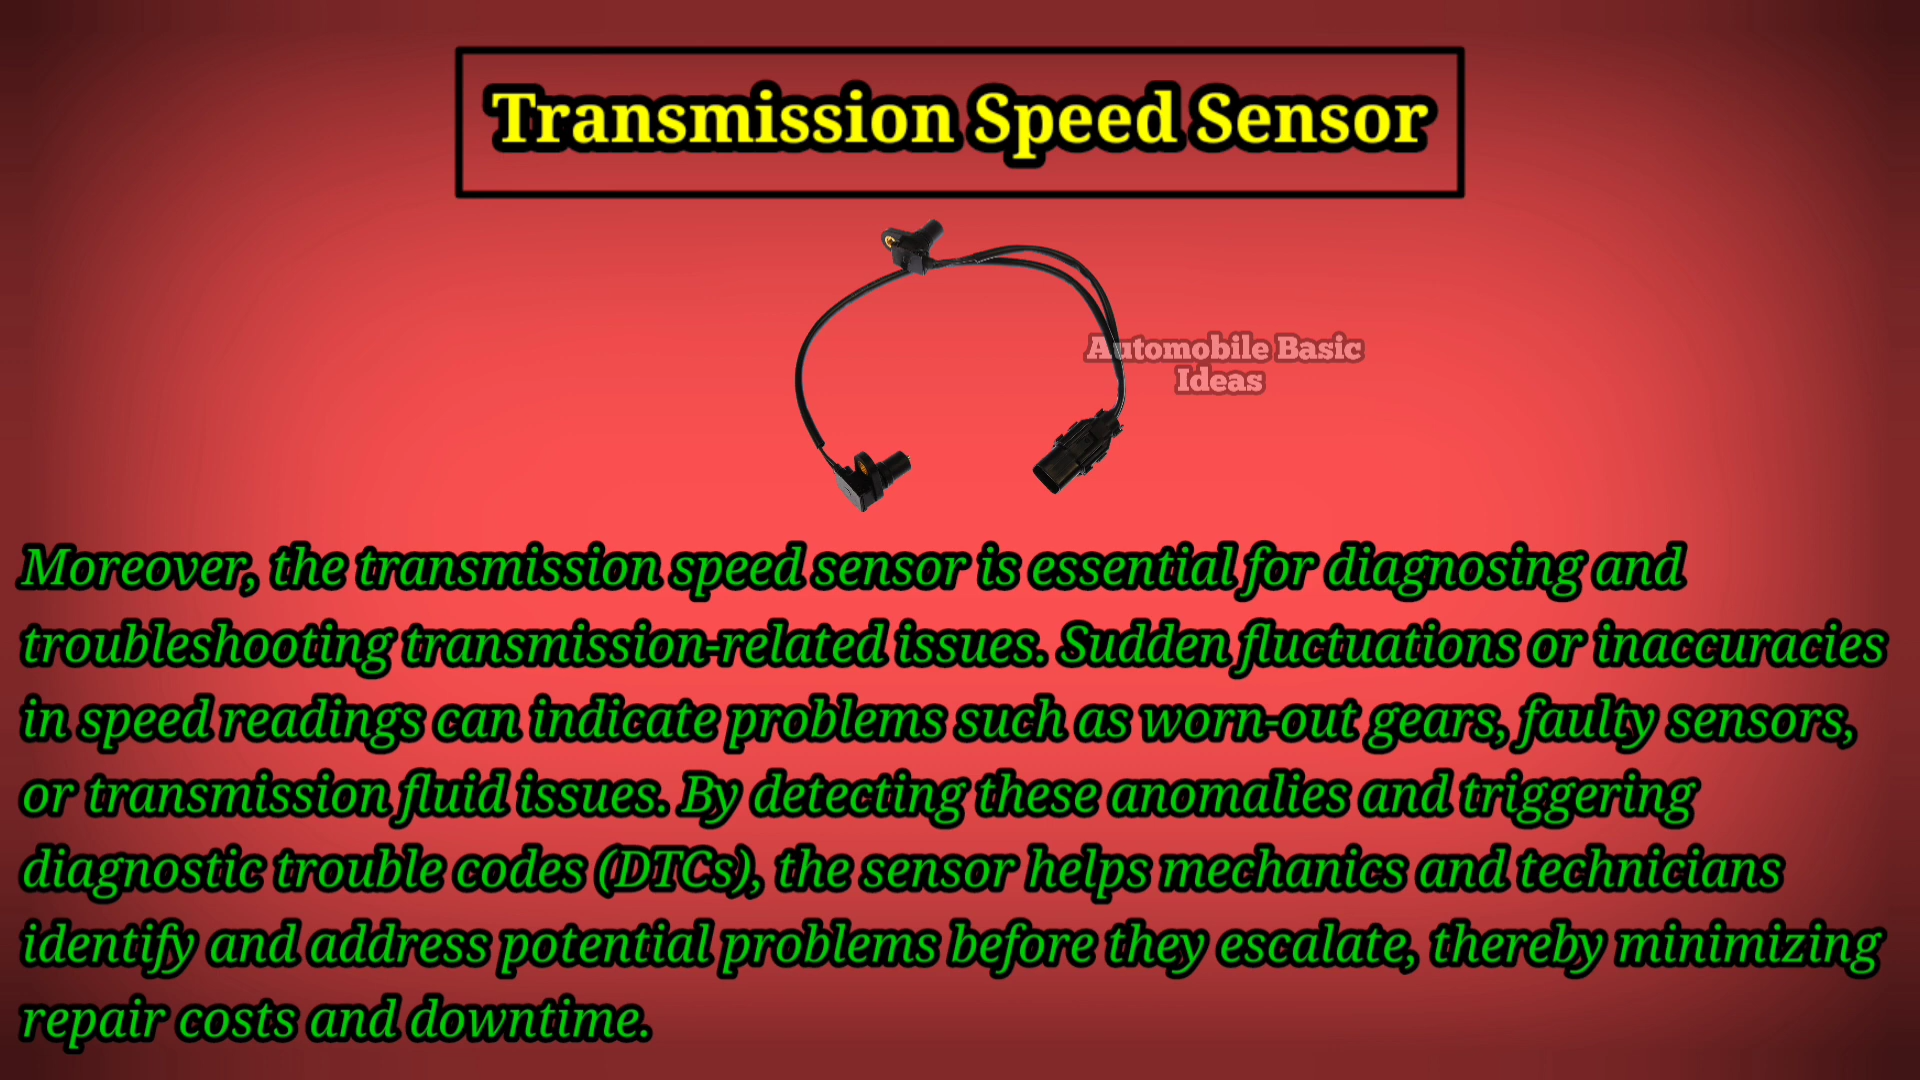 Transmission Speed Sensor
Automobile Basic
Ideas
Moreover, the transmission speed sensor is essential for diagnosing and
troubleshooting transmission-related issues. Sudden fluctuations or inaccuracies
in speed readings can indicate problems such as worn-out gears, faulty sensors,
or transmission fluid issues. By detecting these anomalies and triggering
diagnostic trouble codes (DTCs), the sensor helps mechanics and technicians
identify and address potential problems before they escalate, thereby minimizing
repair costs and downtime.